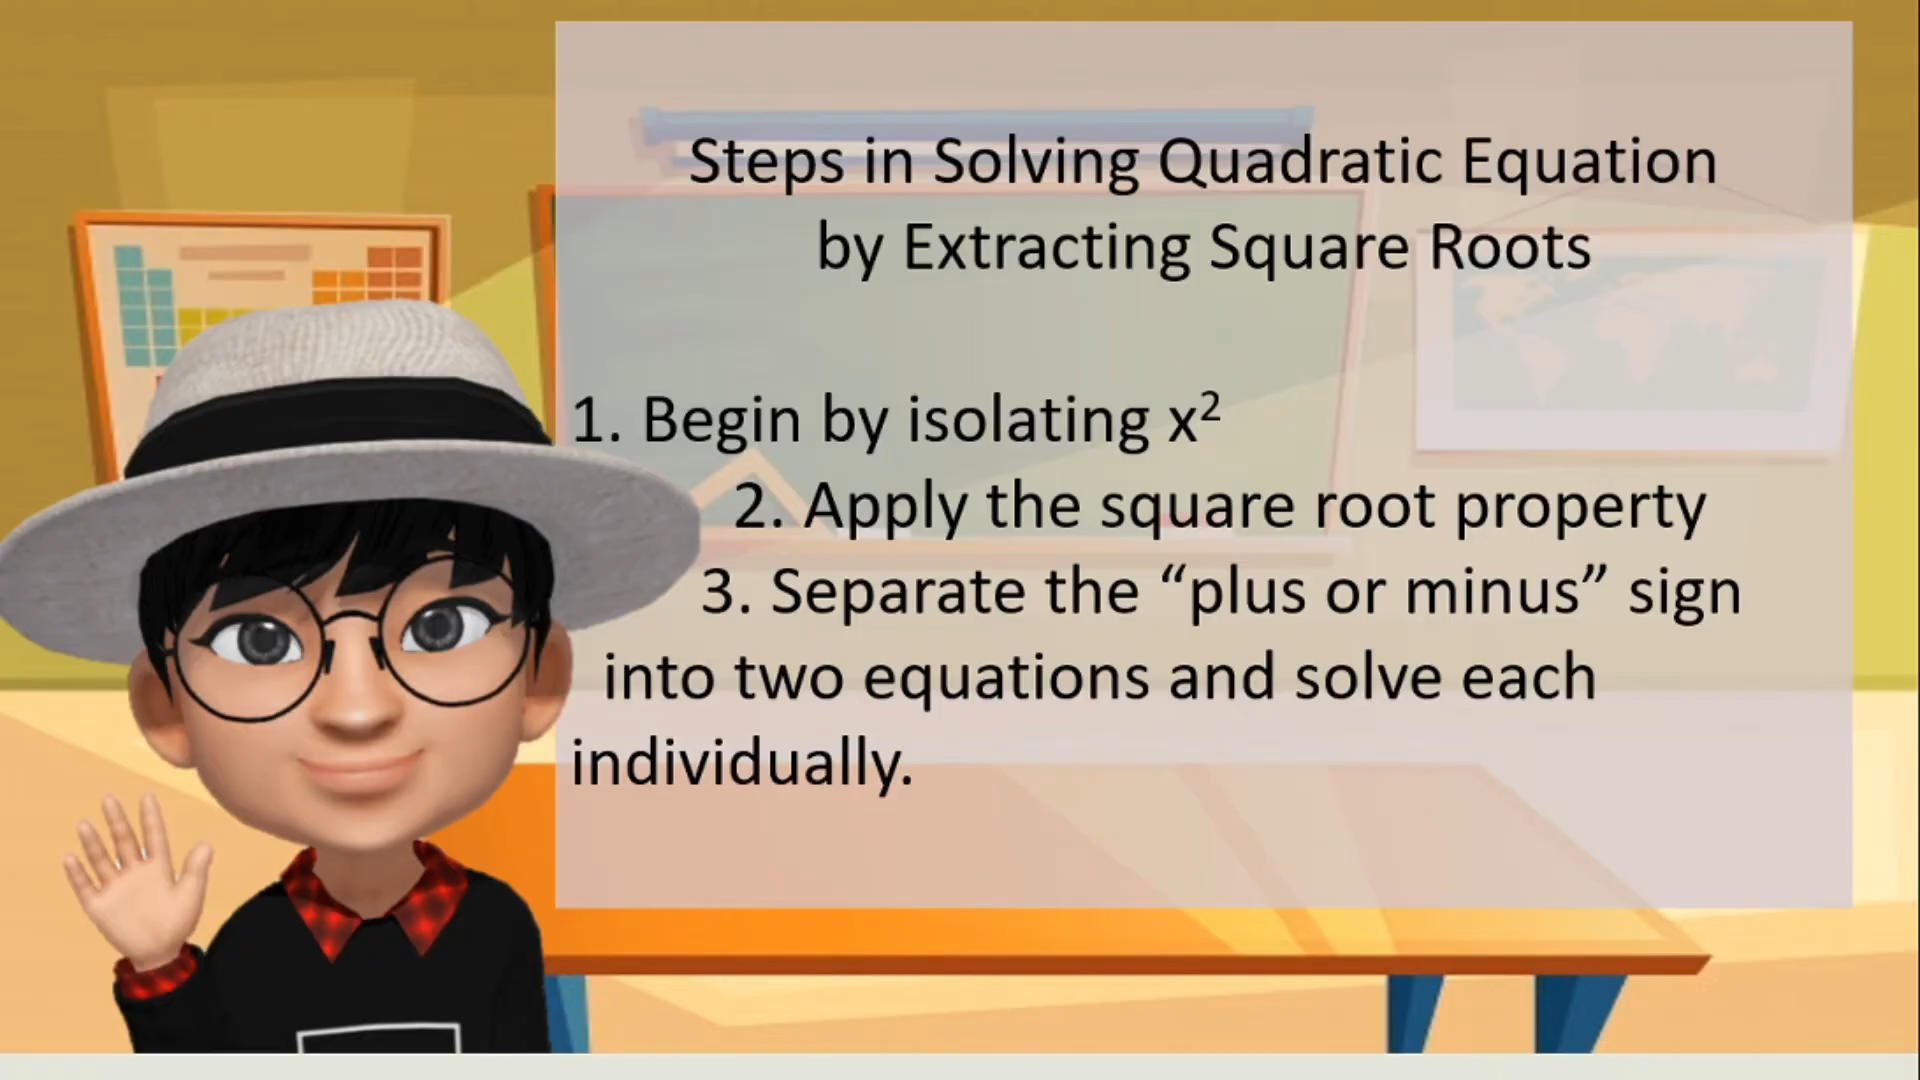 Steps in Solving Quadratic Equation
by Extracting Square Roots
1. Begin by isolating x²
2. Apply the square root property
3. Separate the “plus or minus” sign
into two equations and solve each
individually.